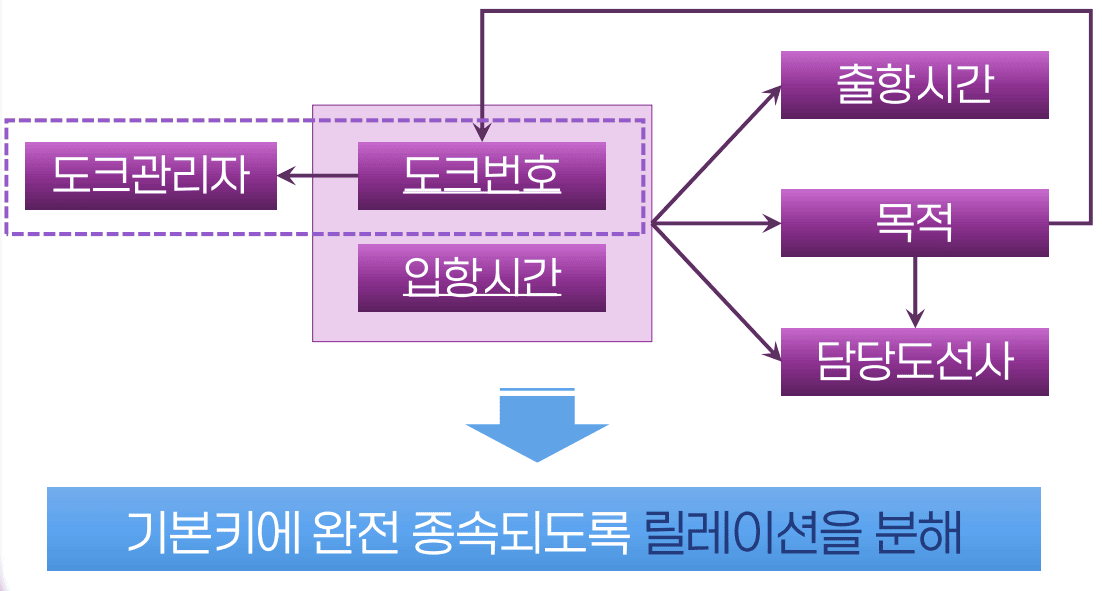 출항시간
도크관리자
도크번호
목적
입항시간
담당도선사
기본키에 완전 종속되도록 릴레이션을 분해